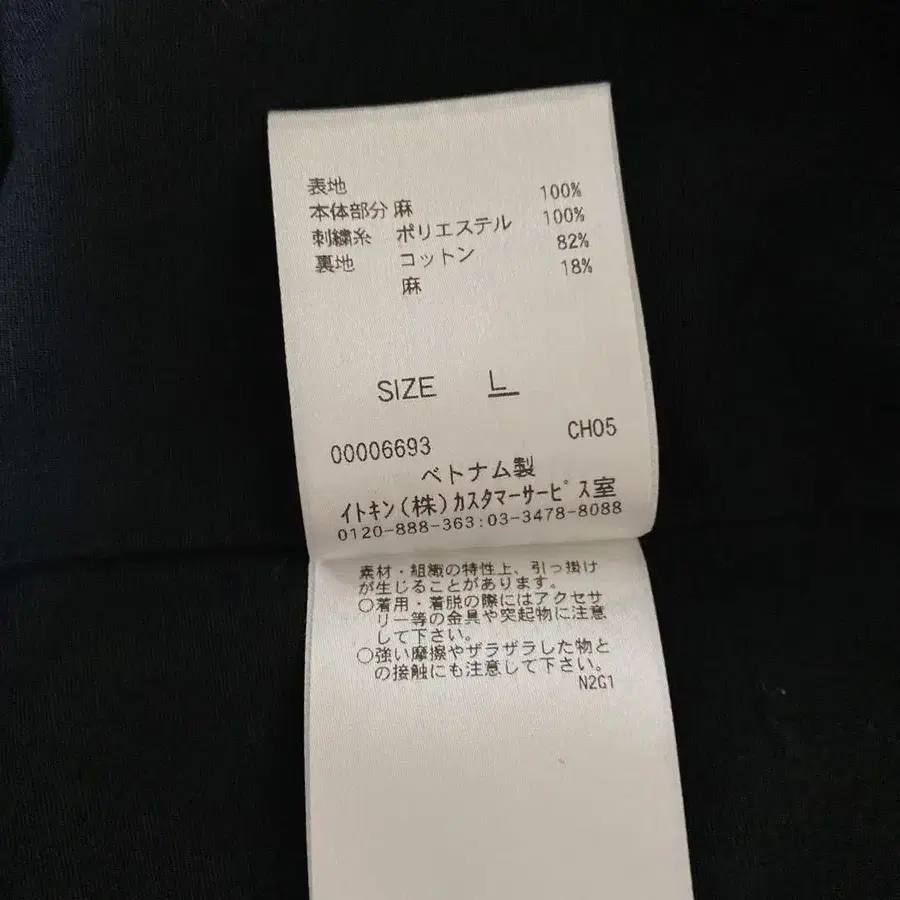 表地
本体部分 麻 100%
刺繍糸 ポリエステル 100%
裏地 コットン 82%
麻 18%
SIZE L
00006693 CH05
ベトナム製
イトキン(株)カスタマーサービス室
0120-888-363:03-3478-8088
素材・組織の特性上、引っ掛け
が生じることがあります。
○着用・着脱の際にはアクセサ
リー等の金具や突起物に注意
して下さい。
○強い摩擦やザラザラした物と
の接触にも注意して下さい。
N2G1